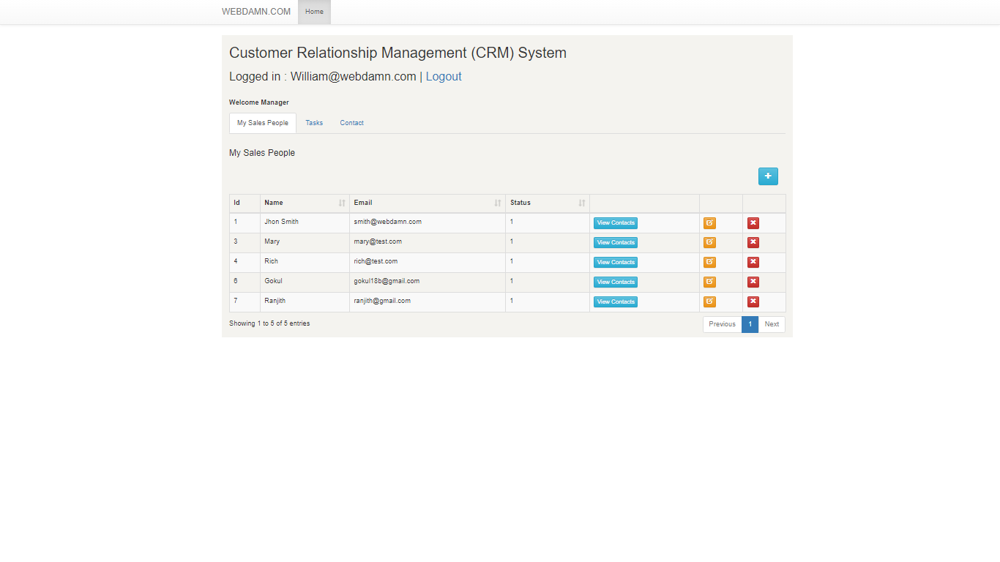 WEBDAMN.COM Home
Customer Relationship Management (CRM) System
Logged in : William@webdamn.com | Logout
Welcome Manager
My Sales People Tasks Contact
My Sales People
+
Id Name Email Status
1 Jhon Smith smith@webdamn.com 1 View Contacts
3 Mary mary@test.com 1 View Contacts
4 Rich rich@test.com 1 View Contacts
6 Gokul gokul18b@gmail.com 1 View Contacts
7 Ranjith ranjith@gmail.com 1 View Contacts
Showing 1 to 5 of 5 entries Previous 1 Next